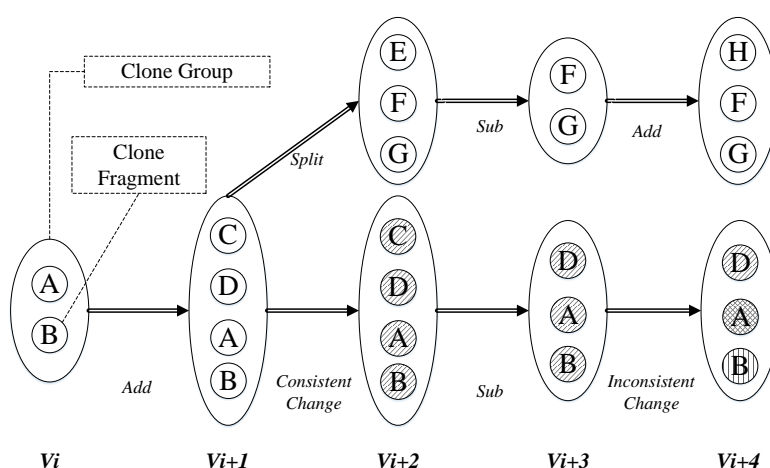 Clone Group
Clone
Fragment
E
F
G
Split
Sub
F
G
Add
H
F
G
A
B
Add
C
D
A
B
Consistent
Change
C
D
A
B
Sub
D
A
B
Inconsistent
Change
D
A
B
Vi
Vi+1
Vi+2
Vi+3
Vi+4